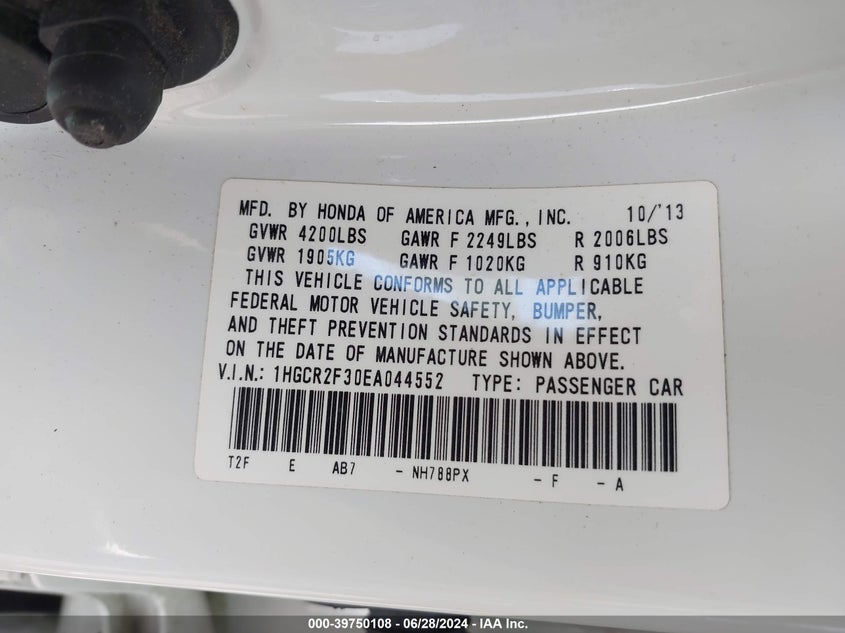 MFD. BY HONDA OF AMERICA MFG., INC. 10/'13
GVWR 4200LBS GAWR F 2249LBS R 2006LBS
GVWR 1905KG GAWR F 1020KG R 910KG
THIS VEHICLE CONFORMS TO ALL APPLICABLE
FEDERAL MOTOR VEHICLE SAFETY, BUMPER,
AND THEFT PREVENTION STANDARDS IN EFFECT
ON THE DATE OF MANUFACTURE SHOWN ABOVE.
V.I.N.: 1HGCR2F30EA044552 TYPE: PASSENGER CAR
T2F E AB7 - NH788PX - F - A
000-39750108 - 06/28/2024 - IAA Inc.